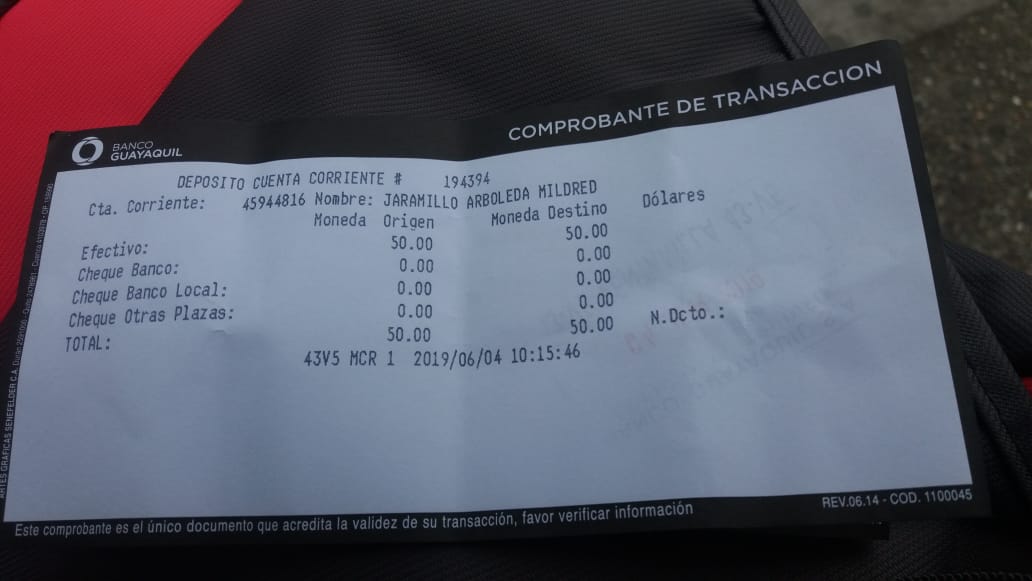 BANCO
GUAYAQUIL
COMPROBANTE DE TRANSACCION
DEPOSITO CUENTA CORRIENTE # 194394
Cta. Corriente: 45944816 Nombre: JARAMILLO ARBOLEDA MILDRED
Moneda Origen Moneda Destino Dólares
Efectivo: 50.00 50.00
Cheque Banco: 0.00 0.00
Cheque Banco Local: 0.00 0.00
Cheque Otras Plazas: 0.00 0.00
TOTAL: 50.00 50.00 N.Dcto.:
43V5 MCR 1 2019/06/04 10:15:46
Este comprobante es el único documento que acredita la validez de su transacción, favor verificar información
REV.06.14 - COD. 1100045
ARTES GRAFICAS SENEFELDER C.A.